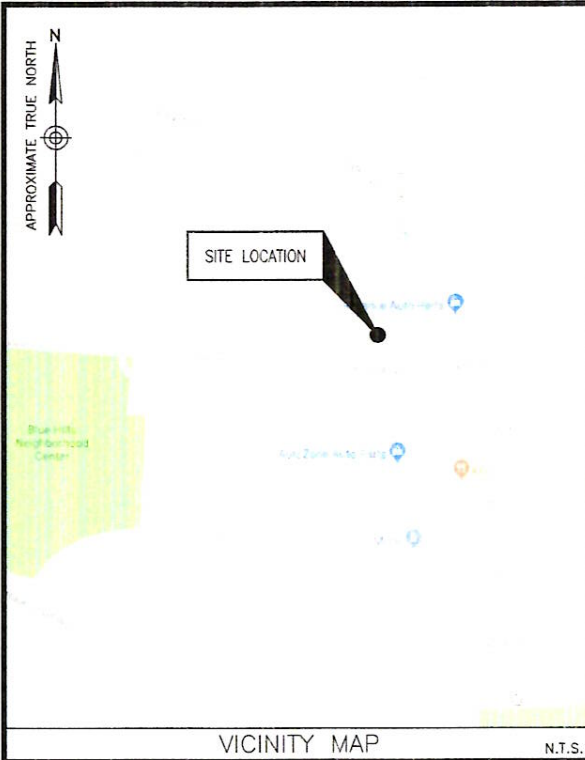 N
APPROXIMATE TRUE NORTH
SITE LOCATION
Blue Hills
Neighborhood
Center
AutoZone Auto Parts
VICINITY MAP
N.T.S.